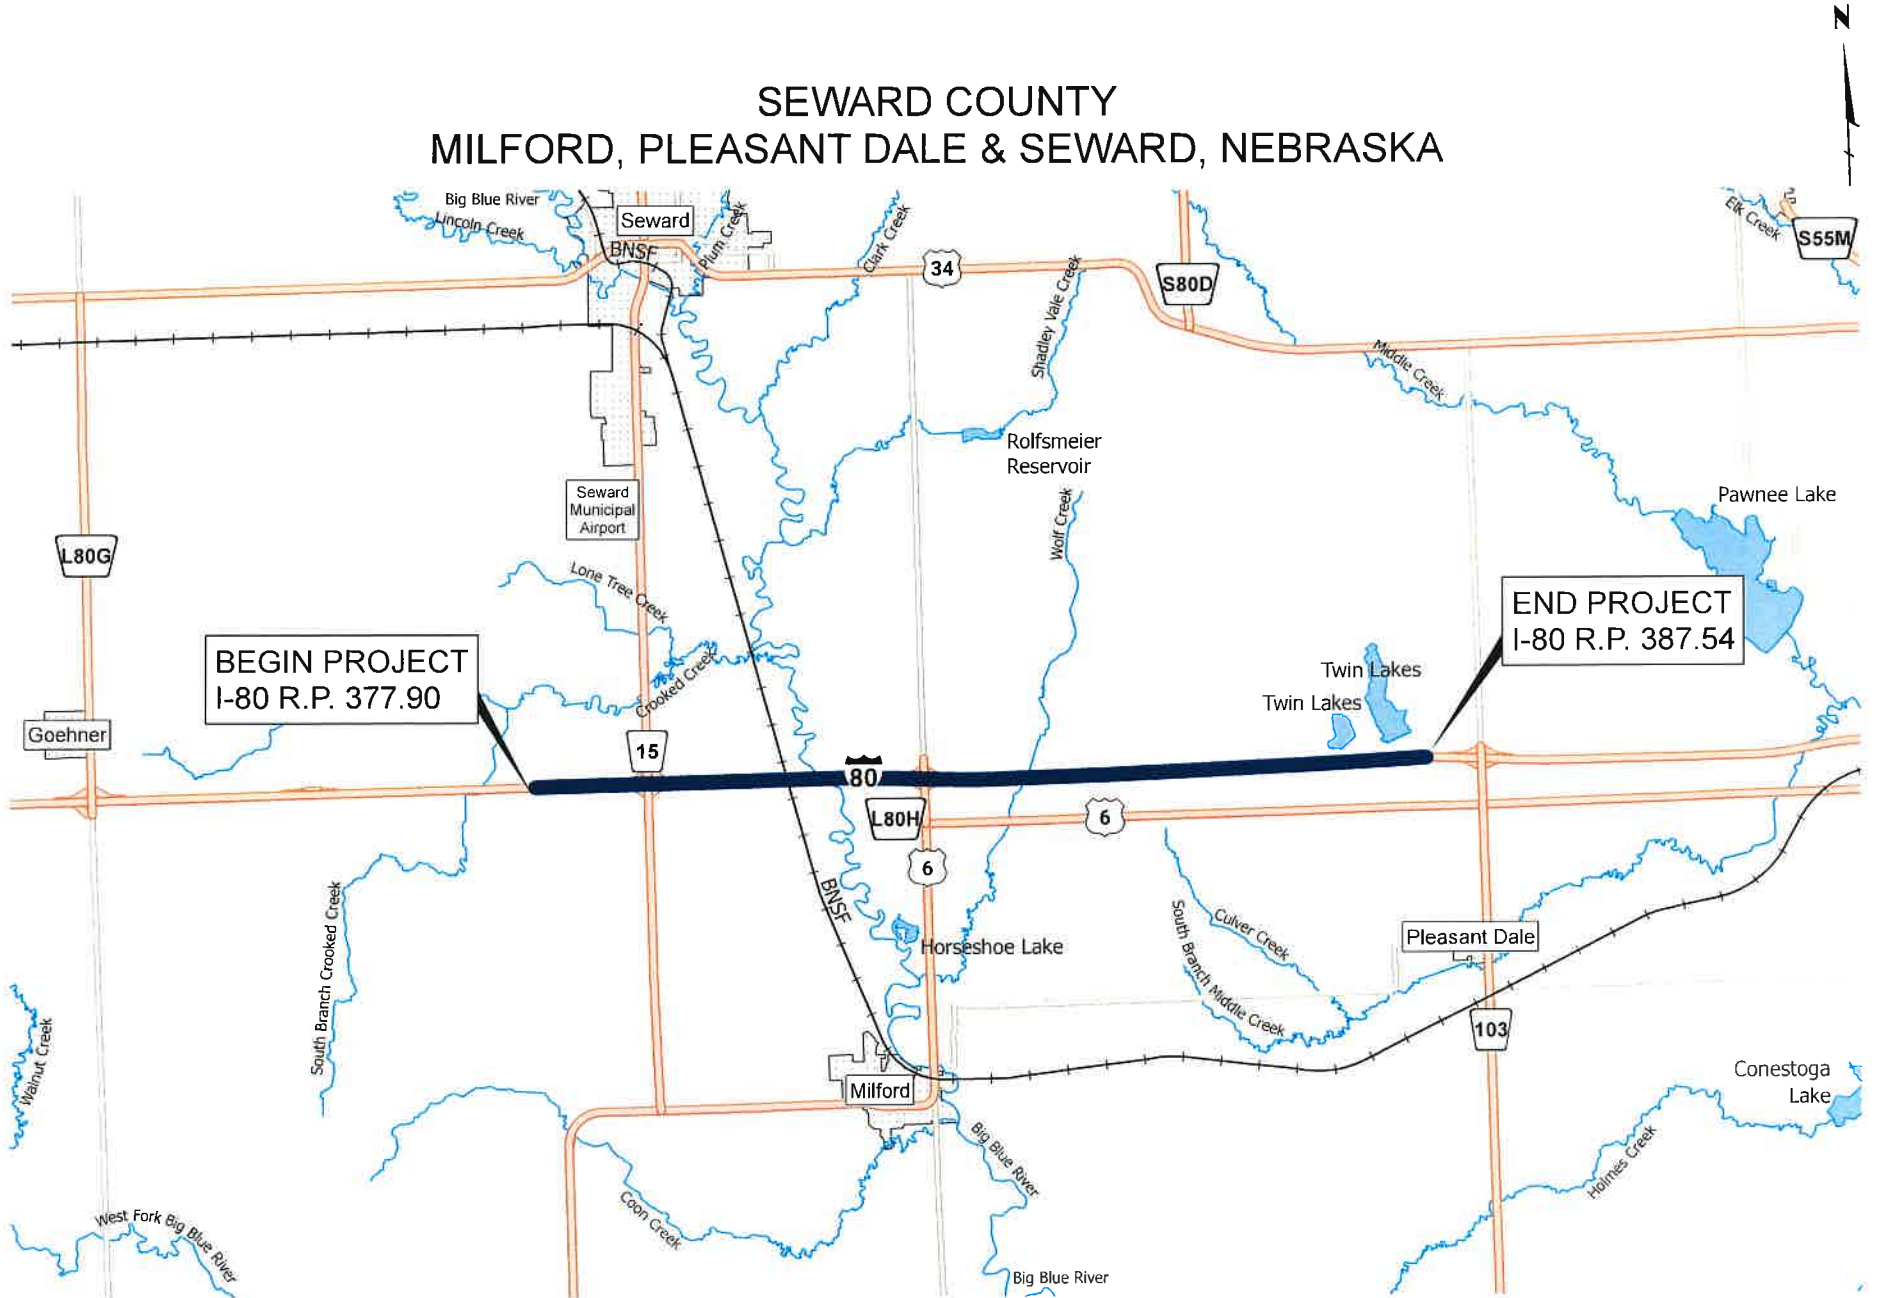 N
SEWARD COUNTY
MILFORD, PLEASANT DALE & SEWARD, NEBRASKA
Big Blue River
Lincoln Creek
Seward
BNSF
Plum Creek
Clark Creek
34
Shadley Vale Creek
S80D
Elk Creek
S55M
Middle Creek
Rolfsmeier
Reservoir
Seward
Municipal
Airport
Pawnee Lake
L80G
Wolf Creek
Lone Tree Creek
END PROJECT
I-80 R.P. 387.54
BEGIN PROJECT
I-80 R.P. 377.90
Crooked Creek
Twin Lakes
Twin Lakes
Goehner
15
80
L80H
6
6
BNSF
South Branch Crooked Creek
Horseshoe Lake
Culver Creek
South Branch Middle Creek
Pleasant Dale
103
Walnut Creek
Milford
Conestoga
Lake
Big Blue River
Holmes Creek
Coon Creek
West Fork Big Blue River
Big Blue River